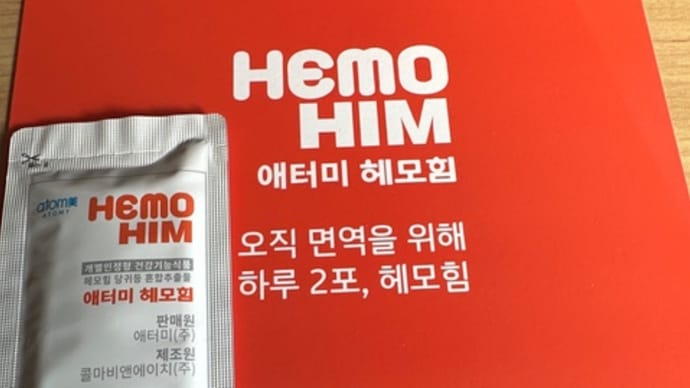 HEMO
HIM
애터미 헤모힘
오직 면역을 위해
하루 2포, 헤모힘
atom美
ATOMY
HEMO
HIM
개별인정형 건강기능식품
헤모힘 당귀등 혼합추출물
애터미 헤모힘
판매원
애터미(주)
제조원
콜마비앤에이치(주)